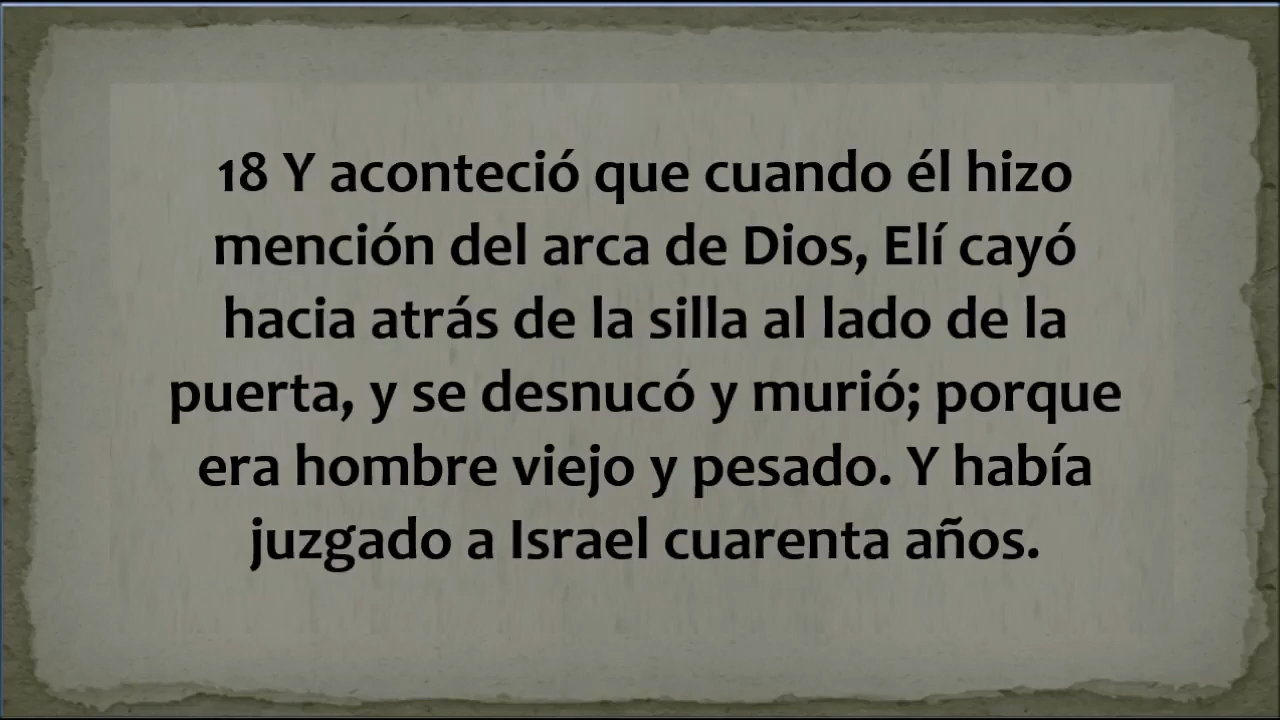 18 Y aconteció que cuando él hizo
mención del arca de Dios, Elí cayó
hacia atrás de la silla al lado de la
puerta, y se desnucó y murió; porque
era hombre viejo y pesado. Y había
juzgado a Israel cuarenta años.